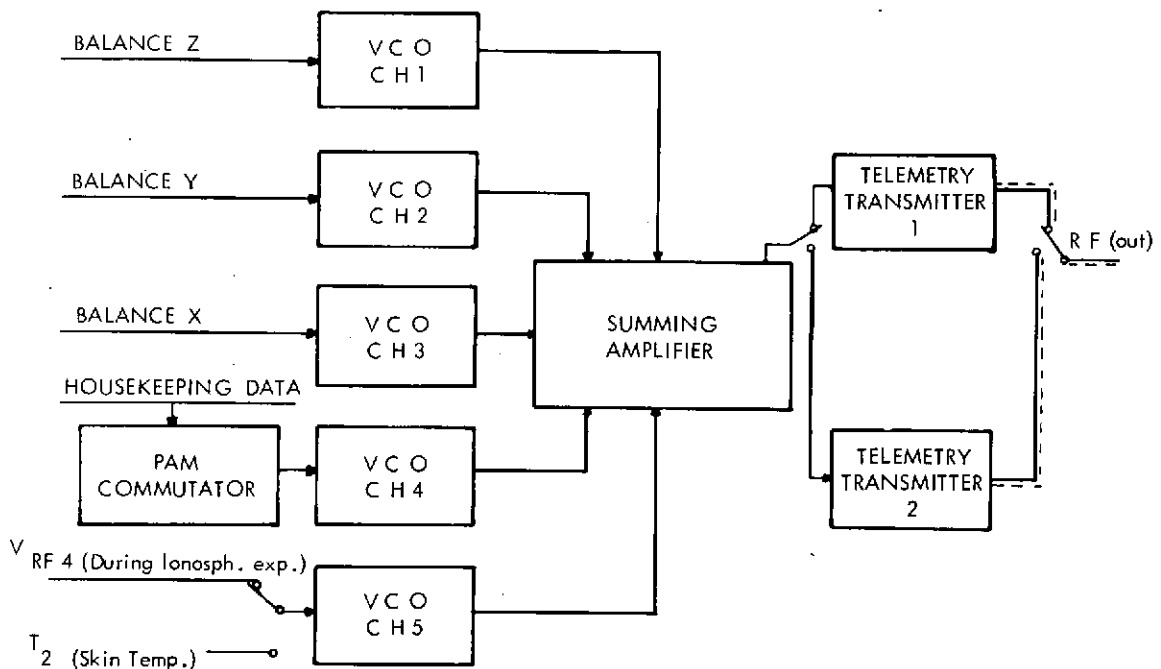 BALANCE Z
VCO
CH1
BALANCE Y
VCO
CH2
BALANCE X
VCO
CH3
HOUSEKEEPING DATA
PAM
COMMUTATOR
VCO
CH4
V RF 4 (During Ionosph. exp.)
T2 (Skin Temp.)
VCO
CH5
SUMMING
AMPLIFIER
TELEMETRY
TRANSMITTER
1
TELEMETRY
TRANSMITTER
2
RF (out)